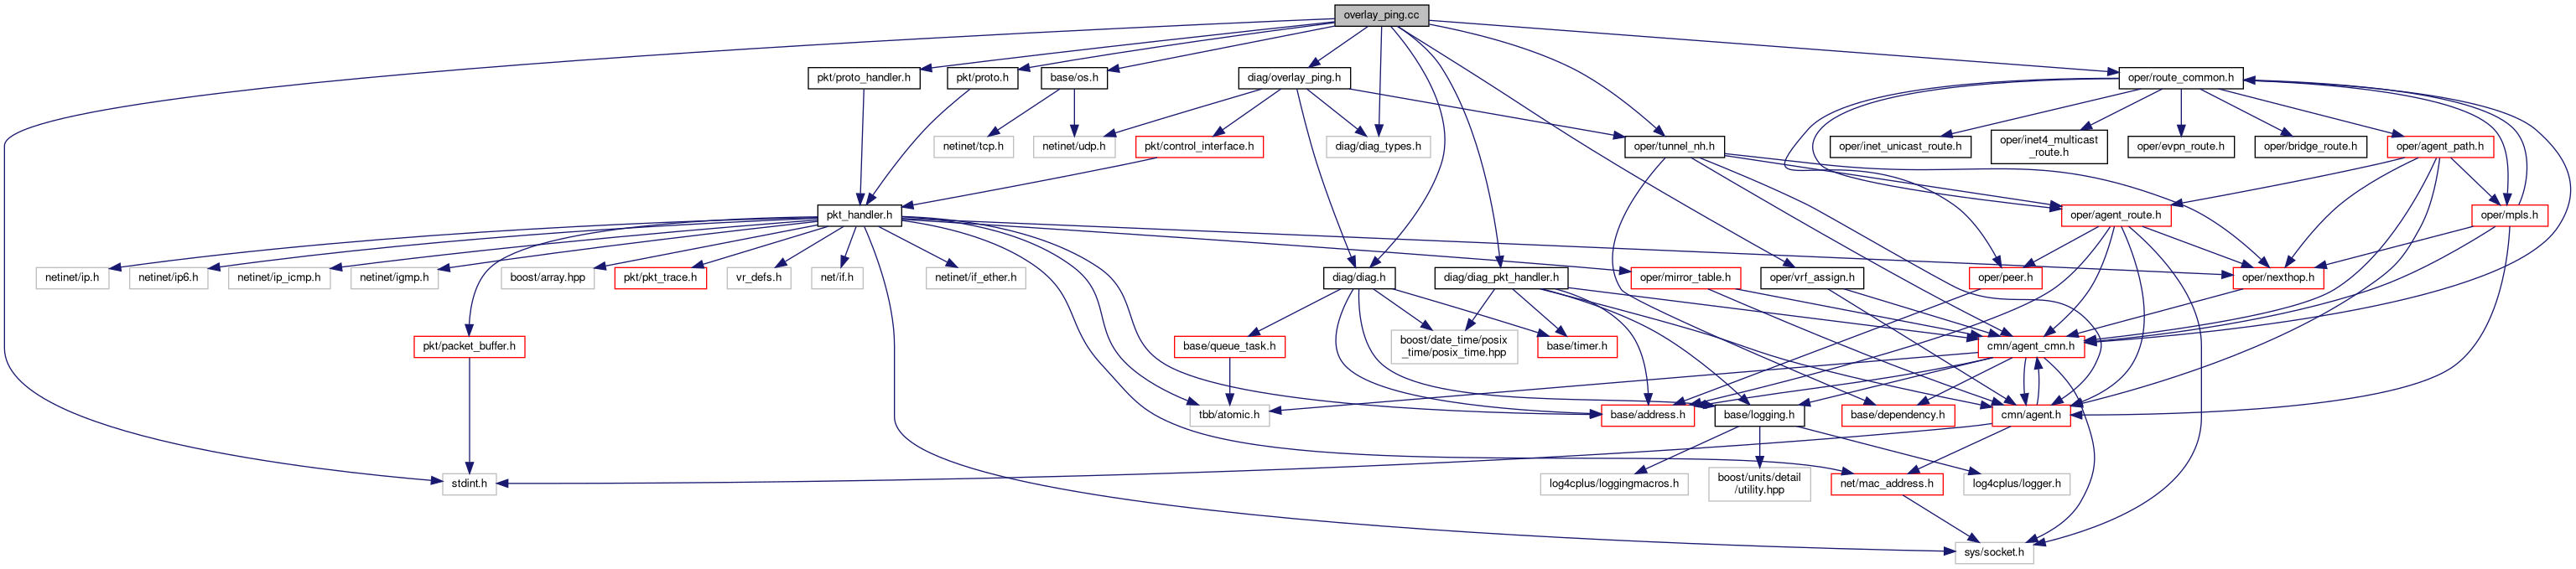 overlay_ping.cc
pkt/proto_handler.h
pkt/proto.h
base/os.h
diag/overlay_ping.h
oper/route_common.h
netinet/tcp.h
netinet/udp.h
pkt/control_interface.h
diag/diag_types.h
oper/tunnel_nh.h
oper/inet_unicast_route.h
oper/inet4_multicast
_route.h
oper/evpn_route.h
oper/bridge_route.h
oper/agent_path.h
pkt_handler.h
oper/agent_route.h
oper/mpls.h
netinet/ip.h
netinet/ip6.h
netinet/ip_icmp.h
netinet/igmp.h
boost/array.hpp
pkt/pkt_trace.h
vr_defs.h
net/if.h
netinet/if_ether.h
diag/diag.h
diag/diag_pkt_handler.h
oper/mirror_table.h
oper/vrf_assign.h
oper/peer.h
oper/nexthop.h
pkt/packet_buffer.h
base/queue_task.h
boost/date_time/posix
_time/posix_time.hpp
base/timer.h
cmn/agent_cmn.h
tbb/atomic.h
base/address.h
base/logging.h
base/dependency.h
cmn/agent.h
stdint.h
log4cplus/loggingmacros.h
boost/units/detail
/utility.hpp
net/mac_address.h
log4cplus/logger.h
sys/socket.h